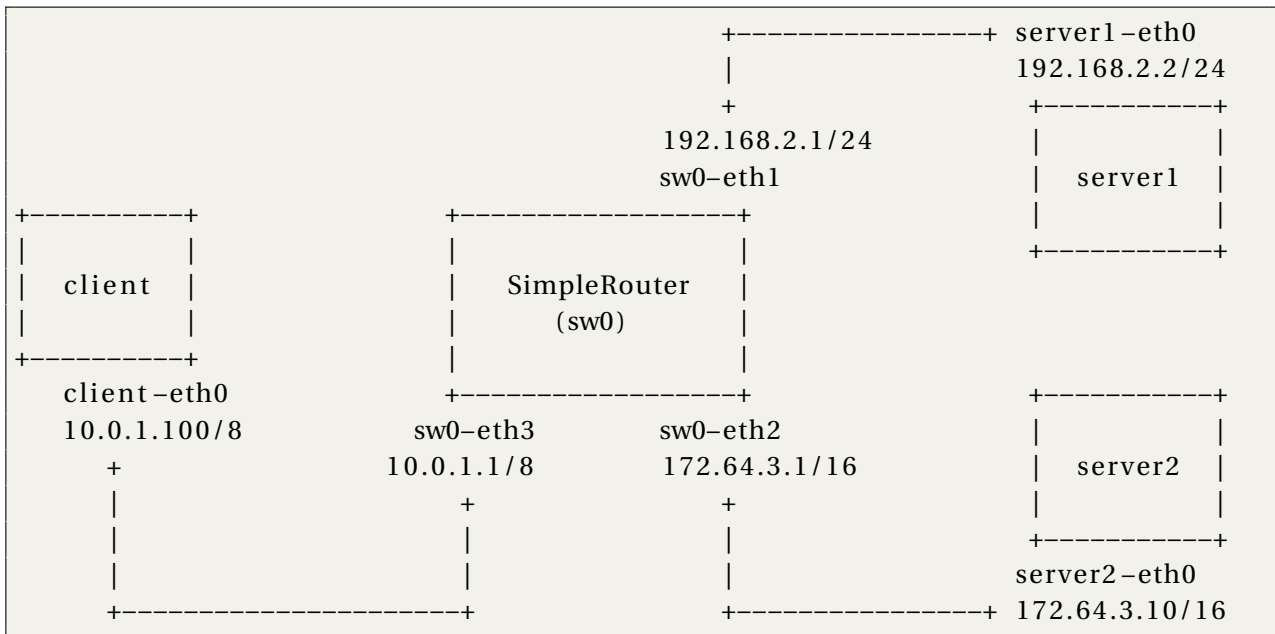 server1-eth0
192.168.2.2/24
192.168.2.1/24
sw0-eth1
server1
client
SimpleRouter
(sw0)
client-eth0
10.0.1.100/8
sw0-eth3
10.0.1.1/8
sw0-eth2
172.64.3.1/16
server2
server2-eth0
172.64.3.10/16